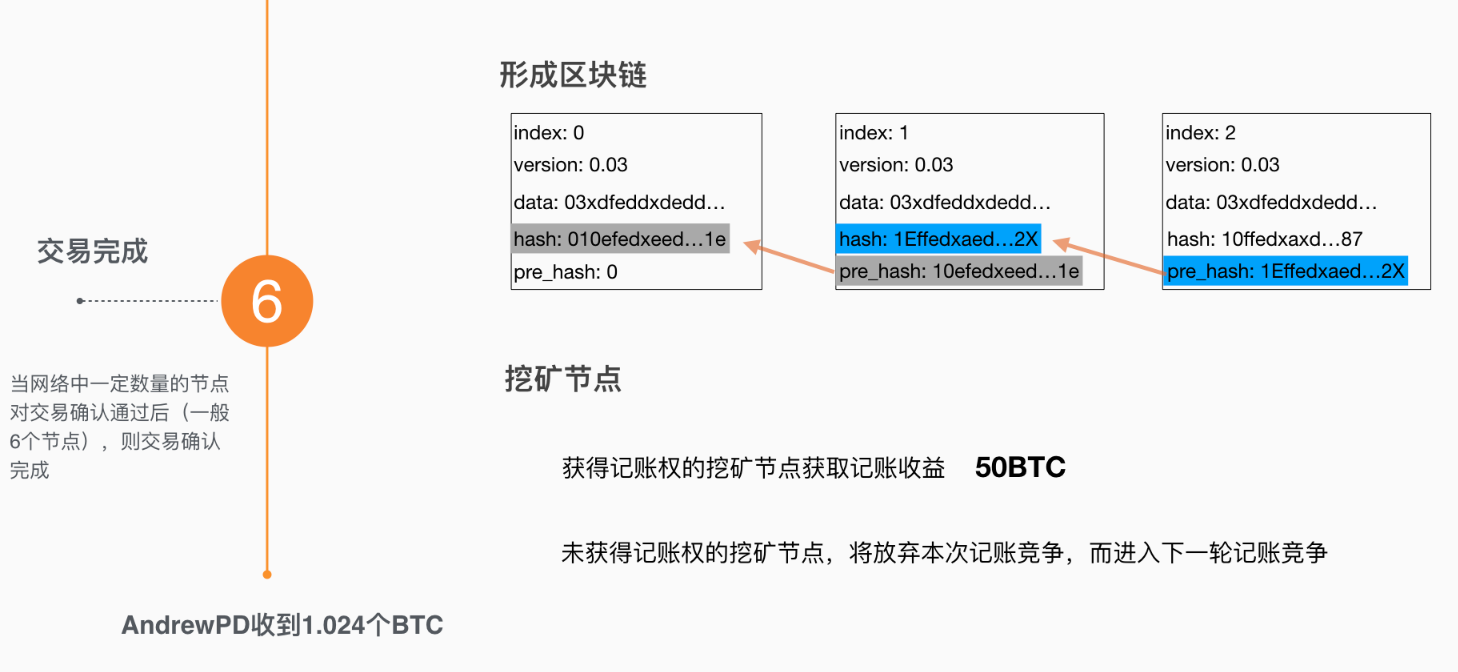 形成区块链
index: 0
version: 0.03
data: 03xdfeddxdedd…
hash: 010efedxeed…1e
pre_hash: 0
index: 1
version: 0.03
data: 03xdfeddxdedd…
hash: 1Effedxaed…2X
pre_hash: 10efedxeed…1e
index: 2
version: 0.03
data: 03xdfeddxdedd…
hash: 10ffedxaxd…87
pre_hash: 1Effedxaed…2X
交易完成
6
当网络中一定数量的节点
对交易确认通过后（一般
6个节点），则交易确认
完成
挖矿节点
获得记账权的挖矿节点获取记账收益 50BTC
未获得记账权的挖矿节点，将放弃本次记账竞争，而进入下一轮记账竞争
AndrewPD收到1.024个BTC